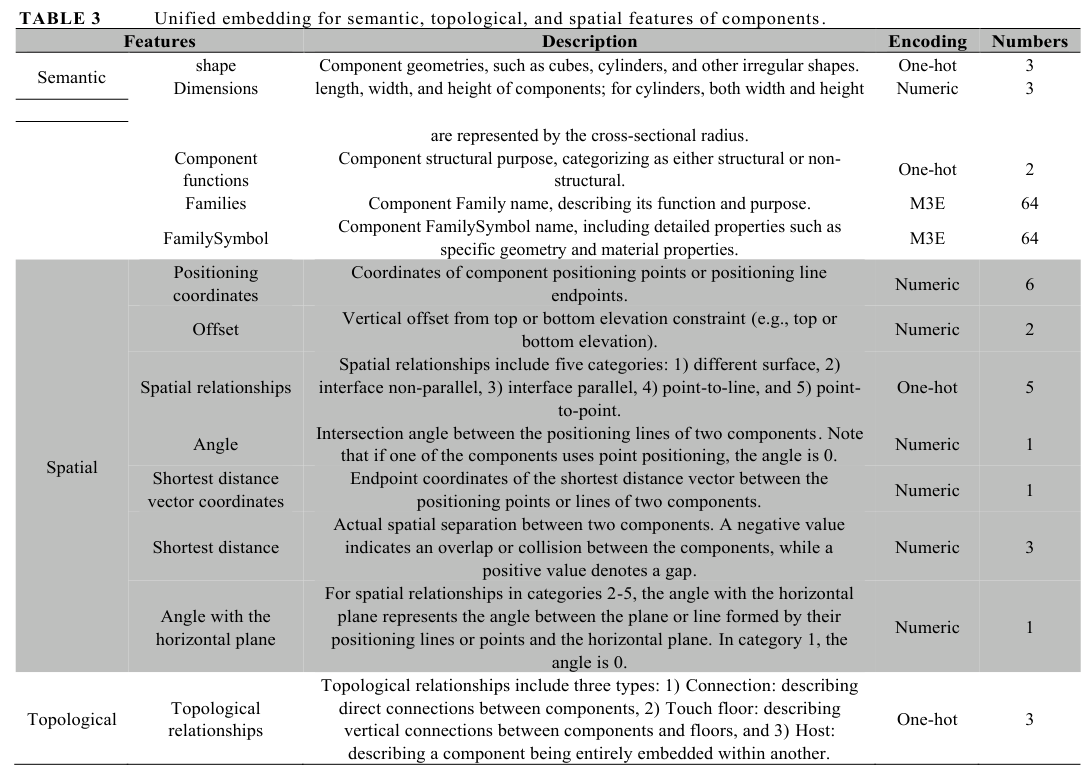 TABLE 3 Unified embedding for semantic, topological, and spatial features of components.
Features Description Encoding Numbers
Semantic
shape Component geometries, such as cubes, cylinders, and other irregular shapes. One-hot 3
Dimensions length, width, and height of components; for cylinders, both width and height Numeric 3
are represented by the cross-sectional radius.
Component functions
Component structural purpose, categorizing as either structural or non-
structural.
One-hot 2
Families Component Family name, describing its function and purpose. M3E 64
FamilySymbol
Component FamilySymbol name, including detailed properties such as
specific geometry and material properties.
M3E 64
Spatial
Positioning
coordinates
Coordinates of component positioning points or positioning line
endpoints.
Numeric 6
Offset
Vertical offset from top or bottom elevation constraint (e.g., top or
bottom elevation).
Numeric 2
Spatial relationships
Spatial relationships include five categories: 1) different surface, 2)
interface non-parallel, 3) interface parallel, 4) point-to-line, and 5) point-
to-point.
One-hot 5
Angle
Intersection angle between the positioning lines of two components. Note
that if one of the components uses point positioning, the angle is 0.
Numeric 1
Shortest distance
vector coordinates
Endpoint coordinates of the shortest distance vector between the
positioning points or lines of two components.
Numeric 1
Shortest distance
Actual spatial separation between two components. A negative value
indicates an overlap or collision between the components, while a
positive value denotes a gap.
Numeric 3
Angle with the
horizontal plane
For spatial relationships in categories 2-5, the angle with the horizontal
plane represents the angle between the plane or line formed by their
positioning lines or points and the horizontal plane. In category 1, the
angle is 0.
Numeric 1
Topological
Topological
relationships
Topological relationships include three types: 1) Connection: describing
direct connections between components, 2) Touch floor: describing
vertical connections between components and floors, and 3) Host:
describing a component being entirely embedded within another.
One-hot 3